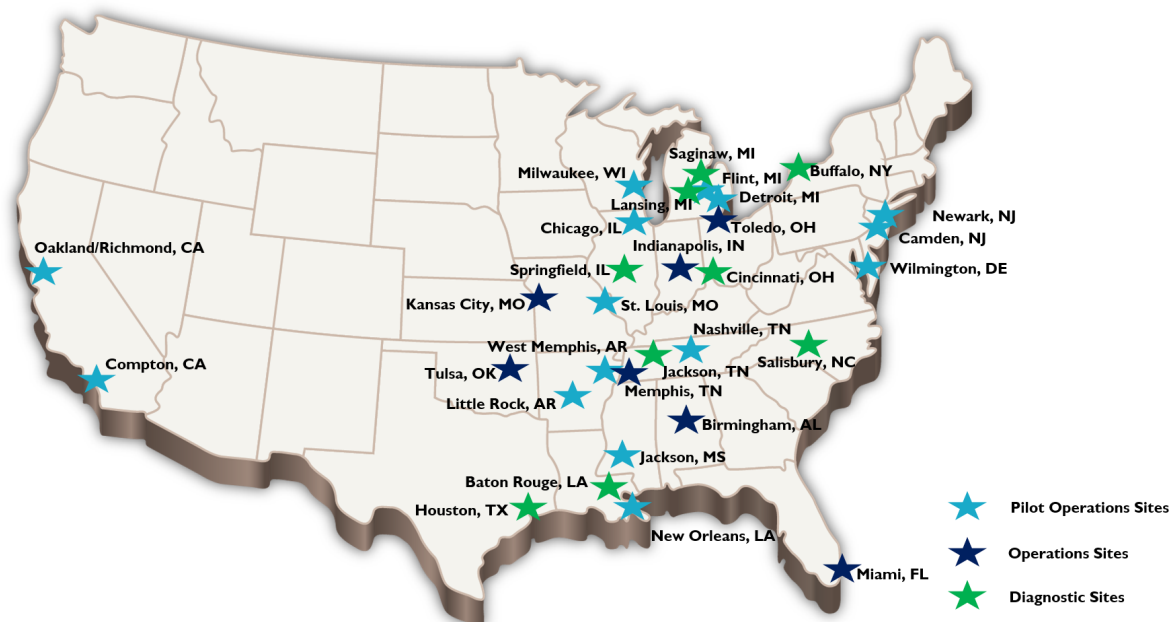 Saginaw, MI
Milwaukee, WI
Flint, MI
Buffalo, NY
Lansing, MI
Detroit, MI
Newark, NJ
Chicago, IL
Toledo, OH
Camden, NJ
Oakland/Richmond, CA
Indianapolis, IN
Springfield, IL
Cincinnati, OH
Wilmington, DE
Kansas City, MO
St. Louis, MO
Nashville, TN
West Memphis, AR
Compton, CA
Salisbury, NC
Tulsa, OK
Jackson, TN
Memphis, TN
Little Rock, AR
Birmingham, AL
Jackson, MS
Baton Rouge, LA
Houston, TX
New Orleans, LA
Miami, FL
Pilot Operations Sites
Operations Sites
Diagnostic Sites